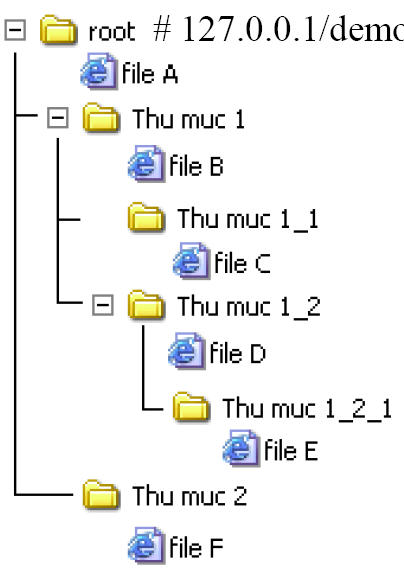 root # 127.0.0.1/demo
file A
Thu muc 1
file B
Thu muc 1_1
file C
Thu muc 1_2
file D
Thu muc 1_2_1
file E
Thu muc 2
file F